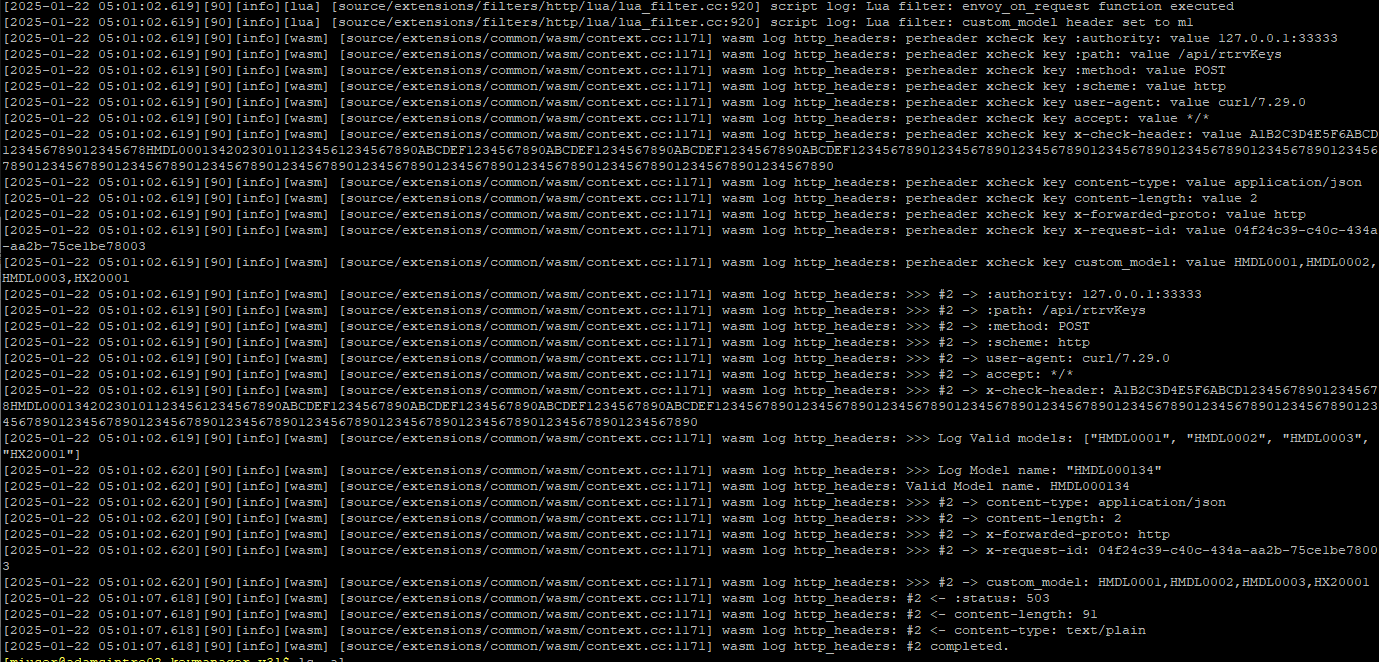 [2025-01-22 05:01:02.619][90][info][lua] [source/extensions/filters/http/lua/lua_filter.cc:920] script log: Lua filter: envoy_on_request function executed
[2025-01-22 05:01:02.619][90][info][lua] [source/extensions/filters/http/lua/lua_filter.cc:920] script log: Lua filter: custom_model header set to ml
[2025-01-22 05:01:02.619][90][info][wasm] [source/extensions/common/wasm/context.cc:1171] wasm log http_headers: perheader xcheck key :authority: value 127.0.0.1:33333
[2025-01-22 05:01:02.619][90][info][wasm] [source/extensions/common/wasm/context.cc:1171] wasm log http_headers: perheader xcheck key :path: value /api/rtrvKeys
[2025-01-22 05:01:02.619][90][info][wasm] [source/extensions/common/wasm/context.cc:1171] wasm log http_headers: perheader xcheck key :method: value POST
[2025-01-22 05:01:02.619][90][info][wasm] [source/extensions/common/wasm/context.cc:1171] wasm log http_headers: perheader xcheck key :scheme: value http
[2025-01-22 05:01:02.619][90][info][wasm] [source/extensions/common/wasm/context.cc:1171] wasm log http_headers: perheader xcheck key user-agent: value curl/7.29.0
[2025-01-22 05:01:02.619][90][info][wasm] [source/extensions/common/wasm/context.cc:1171] wasm log http_headers: perheader xcheck key accept: value */*
[2025-01-22 05:01:02.619][90][info][wasm] [source/extensions/common/wasm/context.cc:1171] wasm log http_headers: perheader xcheck key x-check-header: value A1B2C3D4E5F6ABCD
123456789012345678HMDL000134202301011234561234567890ABCDEF1234567890ABCDEF1234567890ABCDEF1234567890ABCDEF1234567890123456789012345678901234567890123456789012345678901234567890123456
7890123456789012345678901234567890123456789012345678901234567890123456789012345678901234567890
[2025-01-22 05:01:02.619][90][info][wasm] [source/extensions/common/wasm/context.cc:1171] wasm log http_headers: perheader xcheck key content-type: value application/json
[2025-01-22 05:01:02.619][90][info][wasm] [source/extensions/common/wasm/context.cc:1171] wasm log http_headers: perheader xcheck key content-length: value 2
[2025-01-22 05:01:02.619][90][info][wasm] [source/extensions/common/wasm/context.cc:1171] wasm log http_headers: perheader xcheck key x-forwarded-proto: value http
[2025-01-22 05:01:02.619][90][info][wasm] [source/extensions/common/wasm/context.cc:1171] wasm log http_headers: perheader xcheck key x-request-id: value 04f24c39-c40c-434a
-aa2b-75ce1be78003
[2025-01-22 05:01:02.619][90][info][wasm] [source/extensions/common/wasm/context.cc:1171] wasm log http_headers: perheader xcheck key custom_model: value HMDL0001,HMDL0002,
HMDL0003,HX20001
[2025-01-22 05:01:02.619][90][info][wasm] [source/extensions/common/wasm/context.cc:1171] wasm log http_headers: >>> #2 -> :authority: 127.0.0.1:33333
[2025-01-22 05:01:02.619][90][info][wasm] [source/extensions/common/wasm/context.cc:1171] wasm log http_headers: >>> #2 -> :path: /api/rtrvKeys
[2025-01-22 05:01:02.619][90][info][wasm] [source/extensions/common/wasm/context.cc:1171] wasm log http_headers: >>> #2 -> :method: POST
[2025-01-22 05:01:02.619][90][info][wasm] [source/extensions/common/wasm/context.cc:1171] wasm log http_headers: >>> #2 -> :scheme: http
[2025-01-22 05:01:02.619][90][info][wasm] [source/extensions/common/wasm/context.cc:1171] wasm log http_headers: >>> #2 -> user-agent: curl/7.29.0
[2025-01-22 05:01:02.619][90][info][wasm] [source/extensions/common/wasm/context.cc:1171] wasm log http_headers: >>> #2 -> accept: */*
[2025-01-22 05:01:02.619][90][info][wasm] [source/extensions/common/wasm/context.cc:1171] wasm log http_headers: >>> #2 -> x-check-header: A1B2C3D4E5F6ABCD12345678901234567
8HMDL000134202301011234561234567890ABCDEF1234567890ABCDEF1234567890ABCDEF1234567890ABCDEF123456789012345678901234567890123456789012345678901234567890123456789012345678901234567890123
4567890123456789012345678901234567890123456789012345678901234567890123456789012345678901234567890
[2025-01-22 05:01:02.619][90][info][wasm] [source/extensions/common/wasm/context.cc:1171] wasm log http_headers: >>> Log Valid models: ["HMDL0001", "HMDL0002", "HMDL0003",
"HX20001"]
[2025-01-22 05:01:02.620][90][info][wasm] [source/extensions/common/wasm/context.cc:1171] wasm log http_headers: >>> Log Model name: "HMDL000134"
[2025-01-22 05:01:02.620][90][info][wasm] [source/extensions/common/wasm/context.cc:1171] wasm log http_headers: Valid Model name. HMDL000134
[2025-01-22 05:01:02.620][90][info][wasm] [source/extensions/common/wasm/context.cc:1171] wasm log http_headers: >>> #2 -> content-type: application/json
[2025-01-22 05:01:02.620][90][info][wasm] [source/extensions/common/wasm/context.cc:1171] wasm log http_headers: >>> #2 -> content-length: 2
[2025-01-22 05:01:02.620][90][info][wasm] [source/extensions/common/wasm/context.cc:1171] wasm log http_headers: >>> #2 -> x-forwarded-proto: http
[2025-01-22 05:01:02.620][90][info][wasm] [source/extensions/common/wasm/context.cc:1171] wasm log http_headers: >>> #2 -> x-request-id: 04f24c39-c40c-434a-aa2b-75ce1be7800
3
[2025-01-22 05:01:02.620][90][info][wasm] [source/extensions/common/wasm/context.cc:1171] wasm log http_headers: >>> #2 -> custom_model: HMDL0001,HMDL0002,HMDL0003,HX20001
[2025-01-22 05:01:07.618][90][info][wasm] [source/extensions/common/wasm/context.cc:1171] wasm log http_headers: #2 <- :status: 503
[2025-01-22 05:01:07.618][90][info][wasm] [source/extensions/common/wasm/context.cc:1171] wasm log http_headers: #2 <- content-length: 91
[2025-01-22 05:01:07.618][90][info][wasm] [source/extensions/common/wasm/context.cc:1171] wasm log http_headers: #2 <- content-type: text/plain
[2025-01-22 05:01:07.618][90][info][wasm] [source/extensions/common/wasm/context.cc:1171] wasm log http_headers: #2 completed.